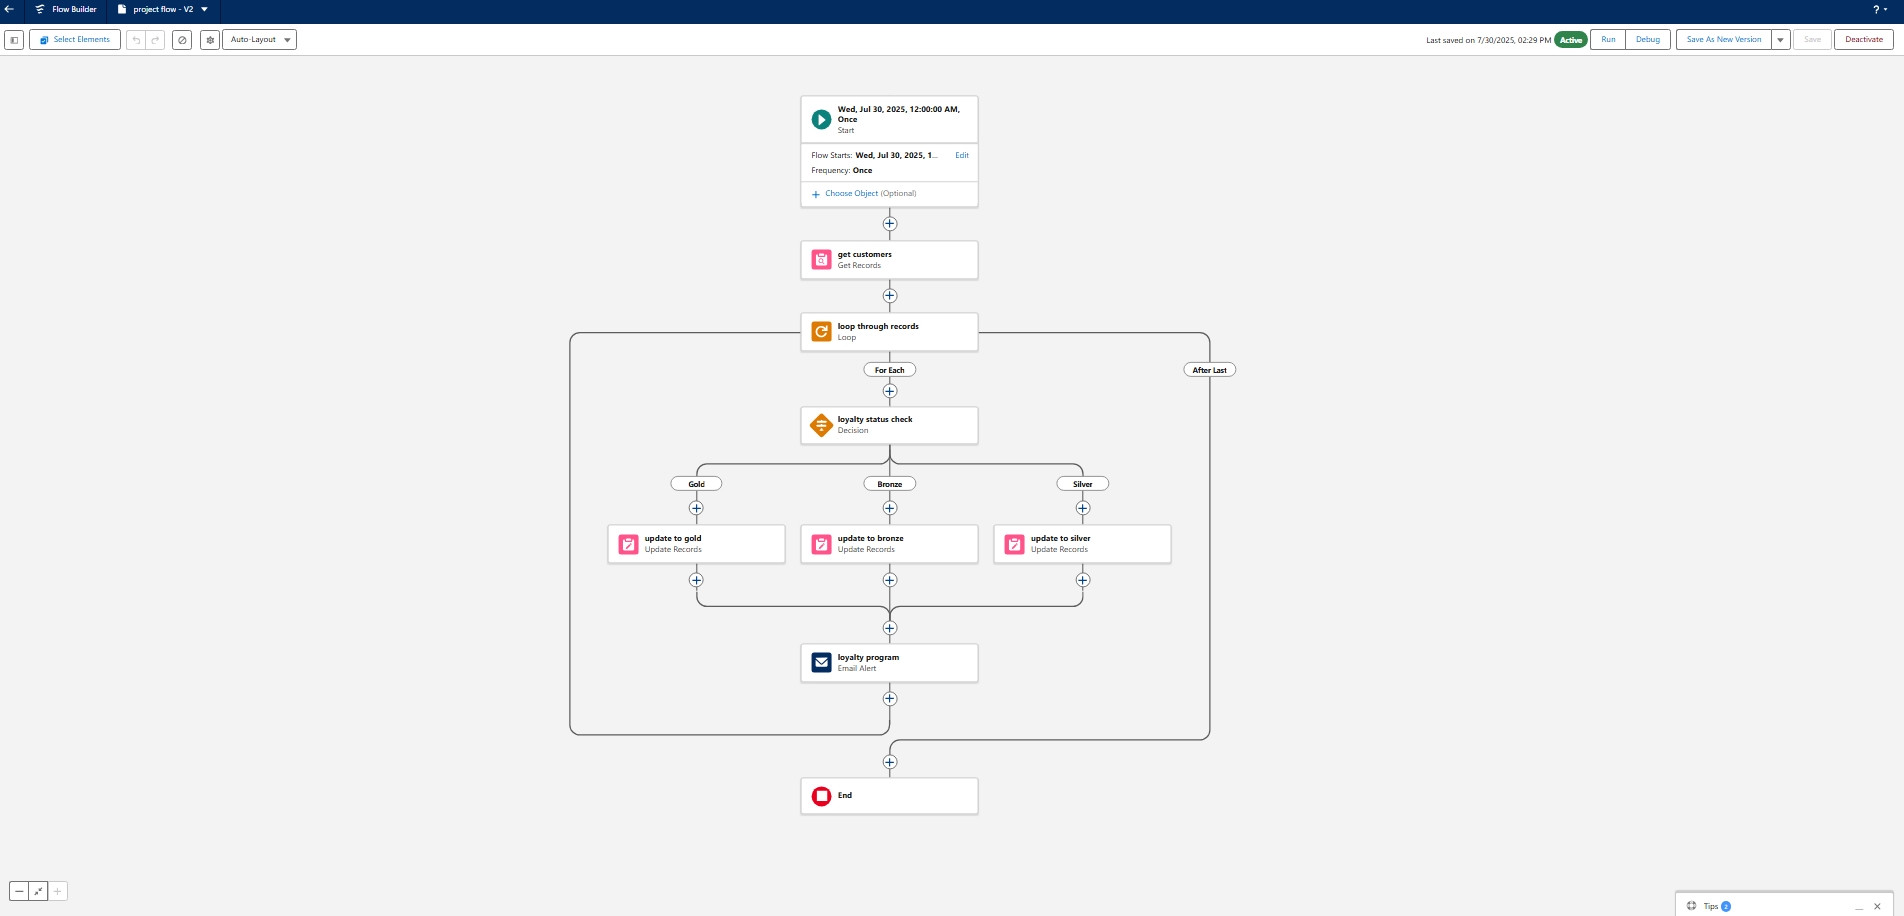 Flow Builder
project flow - V2
?
Select Elements
Auto-Layout
Last saved on 7/30/2025, 02:29 PM
Active
Run
Debug
Save As New Version
Save
Deactivate
Wed, Jul 30, 2025, 12:00:00 AM,
Once
Start
Flow Starts: Wed, Jul 30, 2025, 1...
Edit
Frequency: Once
+ Choose Object (Optional)
get customers
Get Records
loop through records
Loop
For Each
After Last
loyalty status check
Decision
Gold
Bronze
Silver
update to gold
Update Records
update to bronze
Update Records
update to silver
Update Records
loyalty program
Email Alert
End
Tips 2